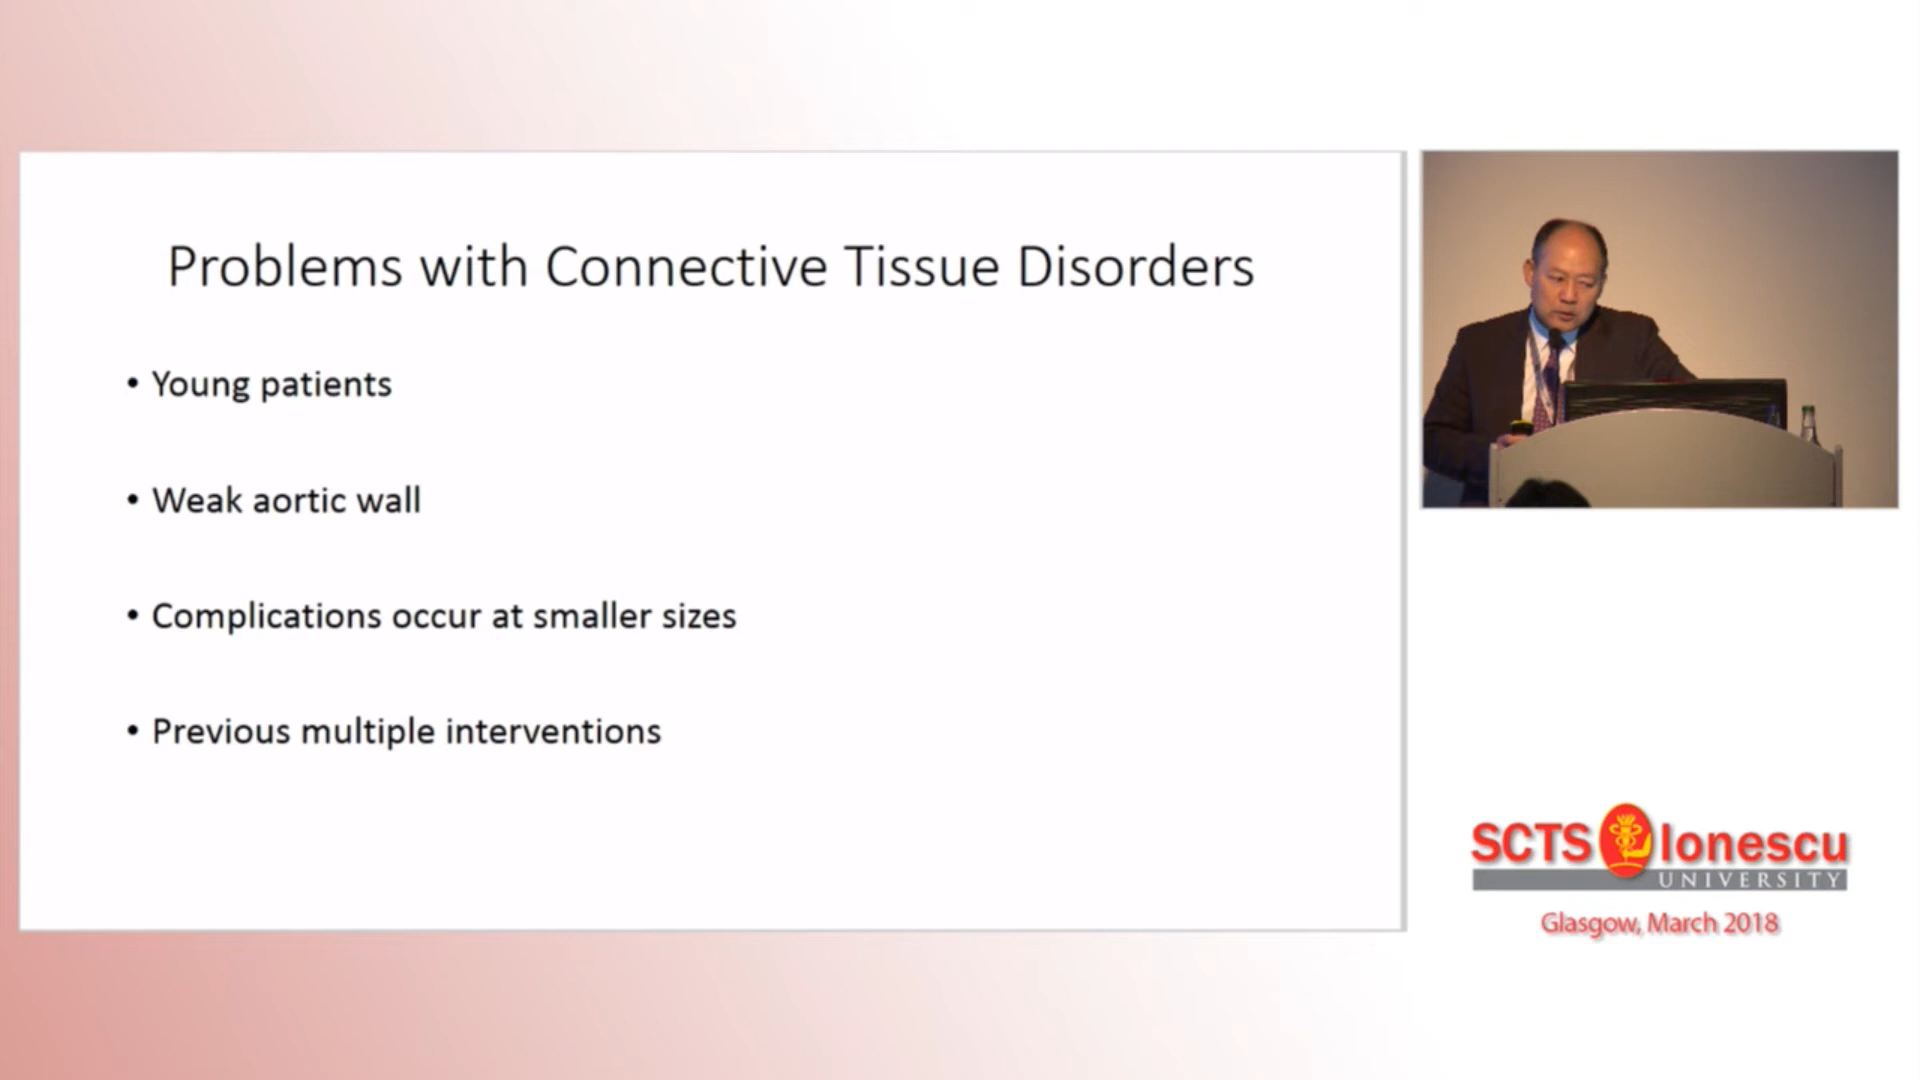 Problems with Connective Tissue Disorders
• Young patients
• Weak aortic wall
• Complications occur at smaller sizes
• Previous multiple interventions
SCTS Ionescu
UNIVERSITY
Glasgow, March 2018